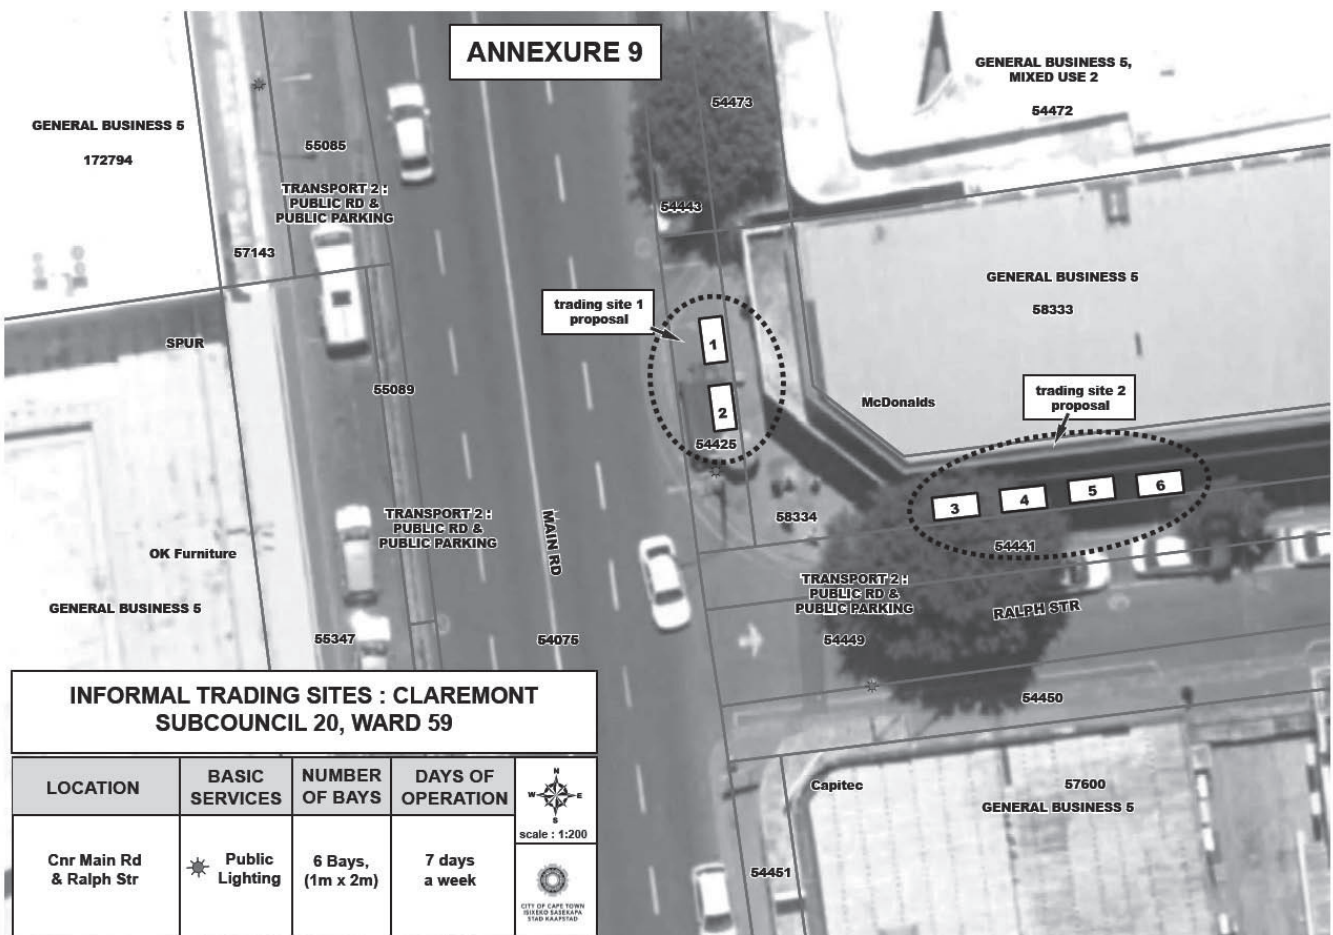 ANNEXURE 9
GENERAL BUSINESS 5,
MIXED USE 2
54472
54473
GENERAL BUSINESS 5
172794
55085
TRANSPORT 2 :
PUBLIC RD &
PUBLIC PARKING
54443
57143
GENERAL BUSINESS 5
58333
trading site 1
proposal
1
SPUR
55089
trading site 2
proposal
McDonalds
2
54425
3
4
5
6
TRANSPORT 2 :
PUBLIC RD &
PUBLIC PARKING
MAIN RD
58334
54441
OK Furniture
TRANSPORT 2 :
PUBLIC RD &
PUBLIC PARKING
RALPH STR
GENERAL BUSINESS 5
55347
54075
54449
54450
INFORMAL TRADING SITES : CLAREMONT
SUBCOUNCIL 20, WARD 59
LOCATION
BASIC
SERVICES
NUMBER
OF BAYS
DAYS OF
OPERATION
N
W E
S
scale : 1:200
Cnr Main Rd
& Ralph Str
Public
Lighting
6 Bays,
(1m x 2m)
7 days
a week
CITY OF CAPE TOWN
ISIXEKO SASEKAPA
STAD KAAPSTAD
Capitec
57600
GENERAL BUSINESS 5
54451